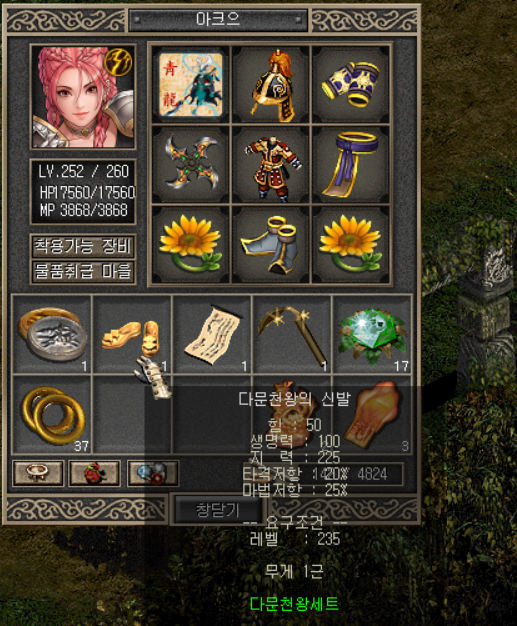 아크으
靑
龍
LV.252 / 260
HP17560/17560
MP 3868/3868
착용가능 장비
물품취급 마을
1
1
1
1
17
37
3
다문천왕의 신발
힘 : 50
생명력 : 100
지 력 : 225
타격저항 : 20% 4824
마법저항 : 25%
창닫기
-- 요구조건 --
레벨 : 235
무게 1근
다문천왕세트